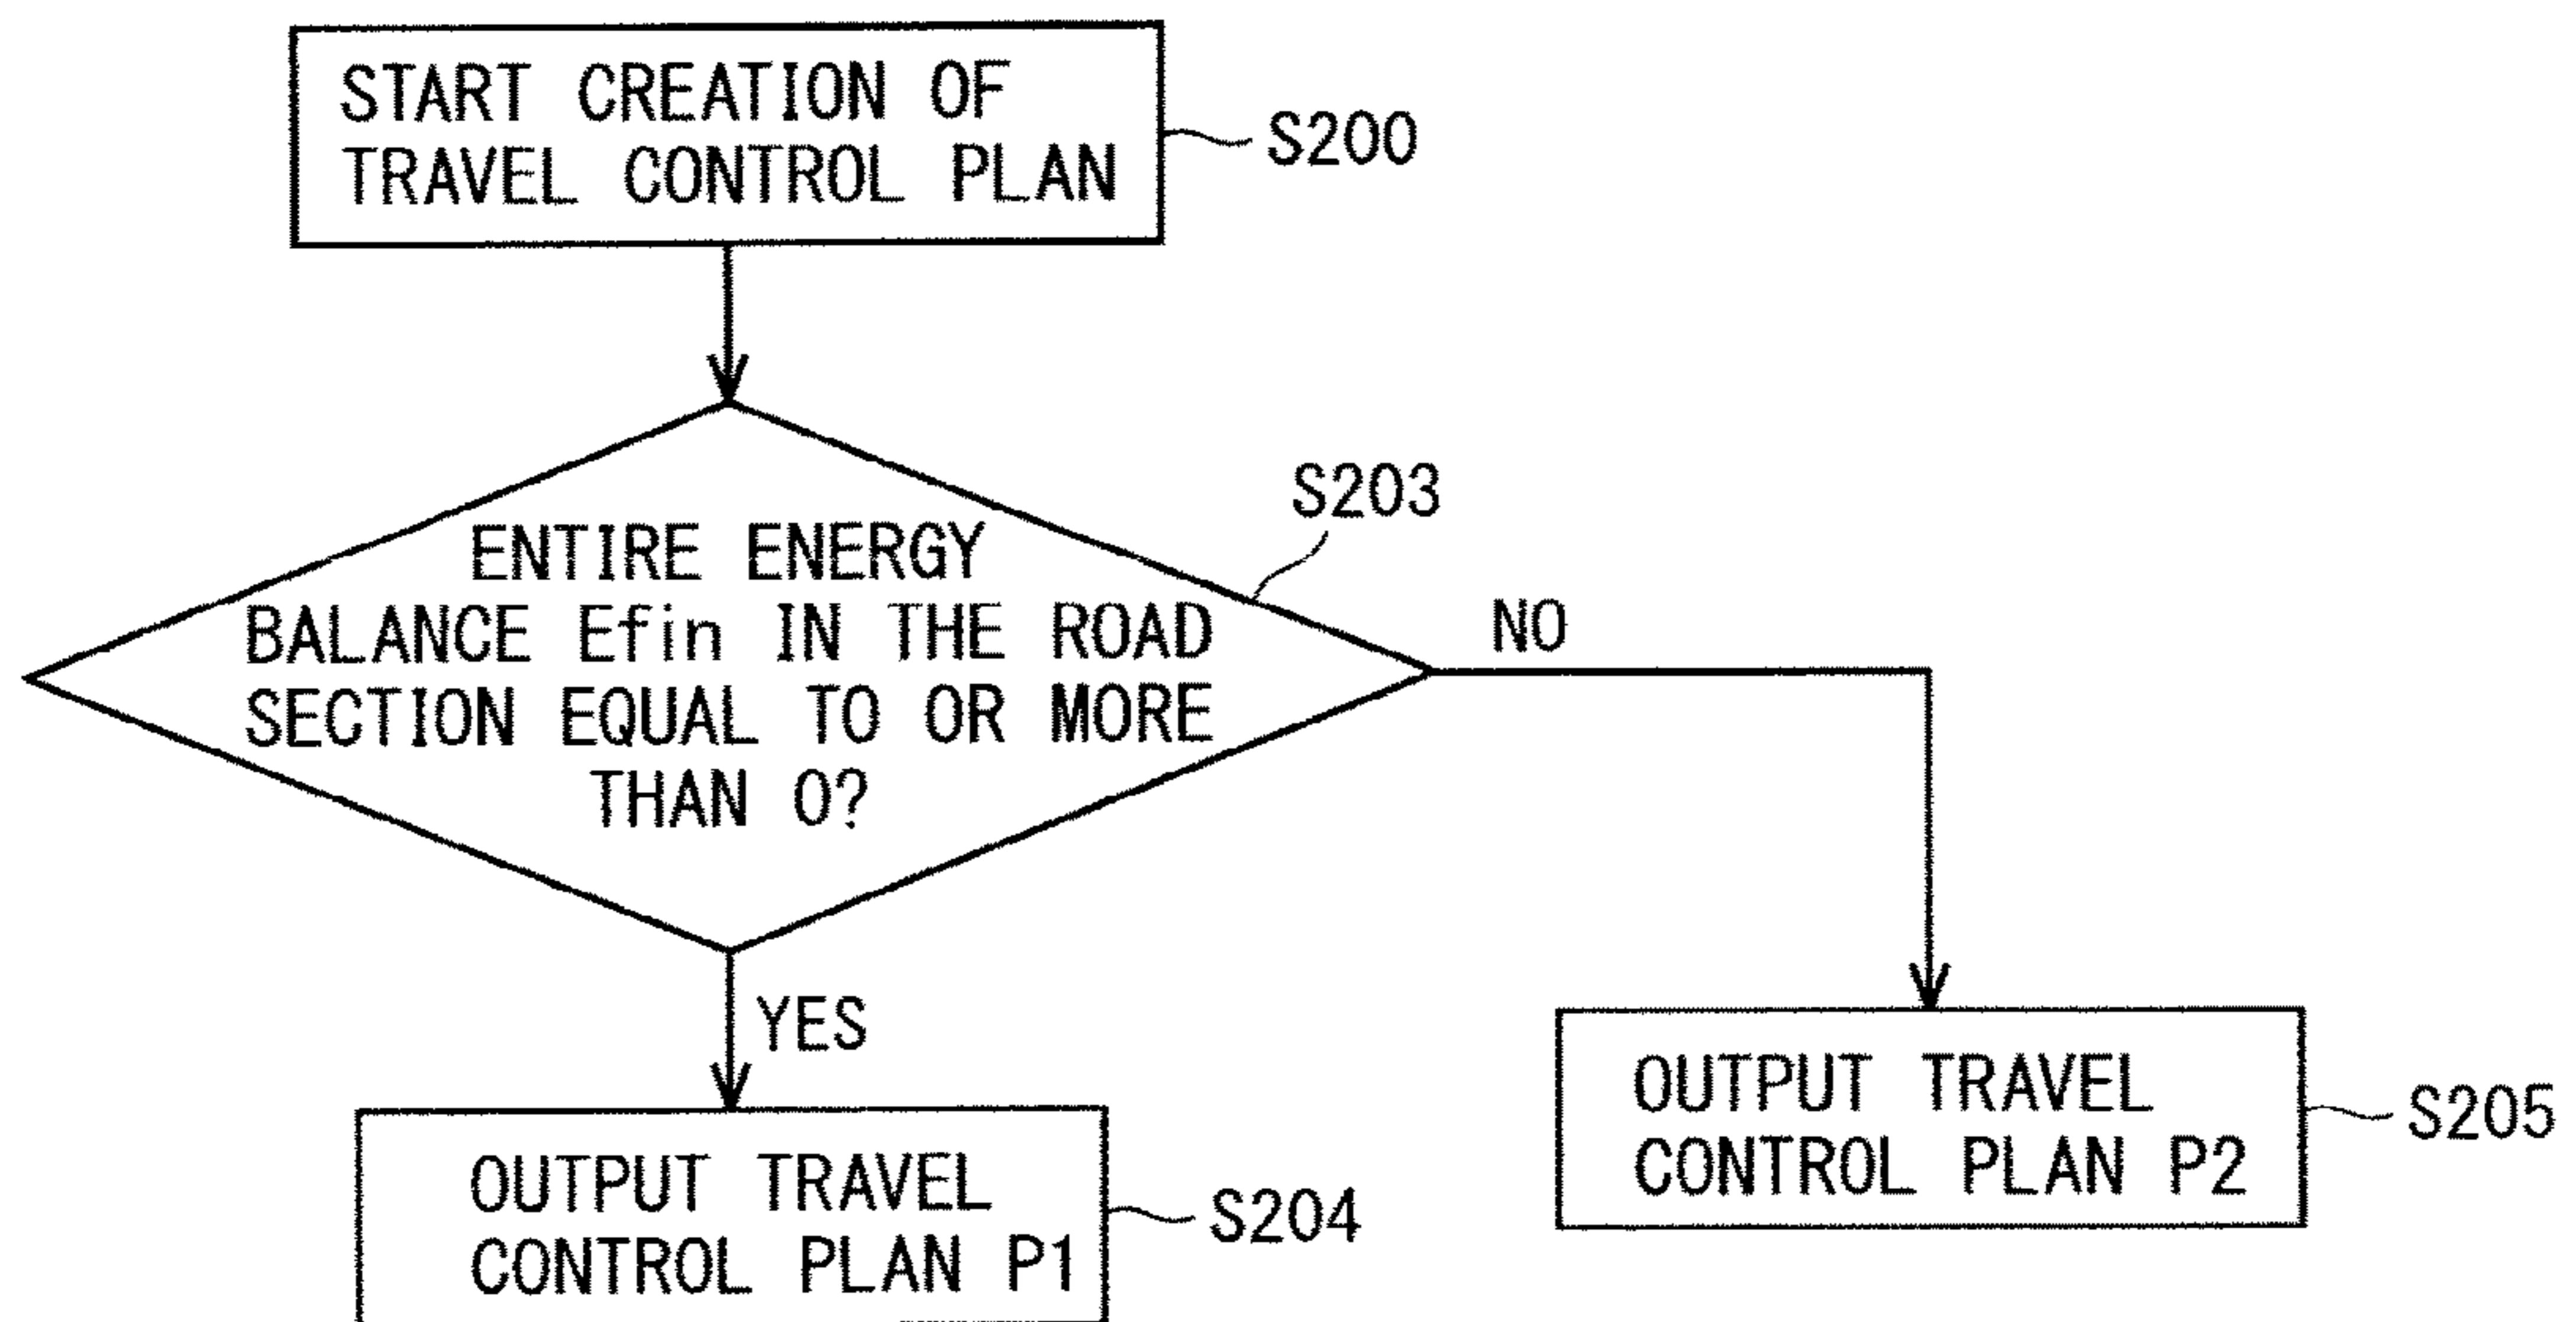 START CREATION OF
TRAVEL CONTROL PLAN
S200
S203
ENTIRE ENERGY
BALANCE Efin IN THE ROAD
SECTION EQUAL TO OR MORE
THAN 0?
NO
YES
OUTPUT TRAVEL
CONTROL PLAN P2
S205
OUTPUT TRAVEL
CONTROL PLAN P1
S204